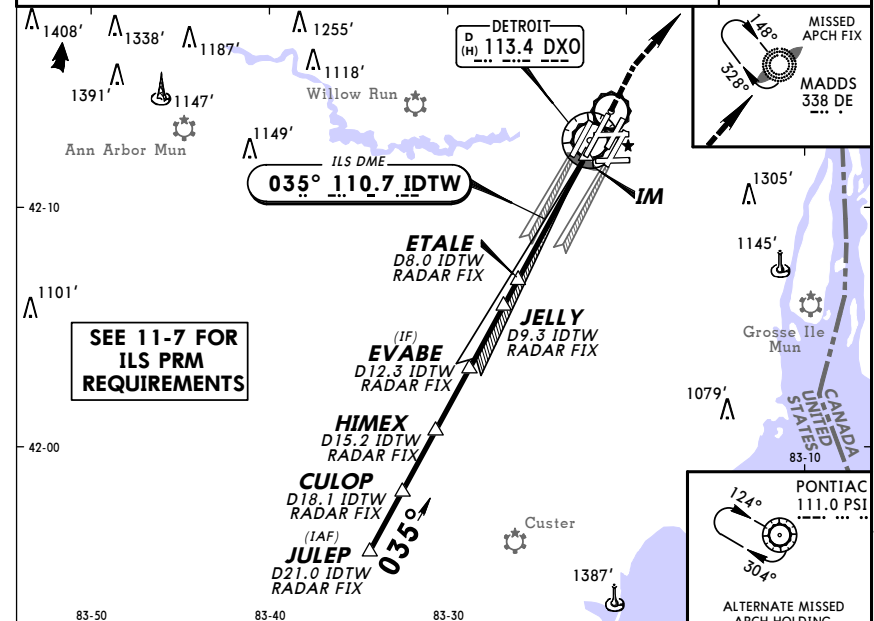 1408'
1338'
1187'
1255'
1118'
1391'
1147'
Willow Run
Ann Arbor Mun
1149'
DETROIT
D
(H) 113.4 DXO
148°
328°
MISSED
APCH FIX
MADDS
338 DE
ILS DME
035° 110.7 IDTW
IM
42-10
1305'
1145'
ETALE
D8.0 IDTW
RADAR FIX
1101'
SEE 11-7 FOR
ILS PRM
REQUIREMENTS
JELLY
D9.3 IDTW
RADAR FIX
Grosse Ile
Mun
(IF)
EVABE
D12.3 IDTW
RADAR FIX
1079'
CANADA
UNITED
STATES
HIMEX
D15.2 IDTW
RADAR FIX
42-00
83-10
CULOP
D18.1 IDTW
RADAR FIX
035°
(IAF)
JULEP
D21.0 IDTW
RADAR FIX
Custer
1387'
124°
304°
PONTIAC
111.0 PSI
ALTERNATE MISSED
APCH HOLDING
83-50
83-40
83-30